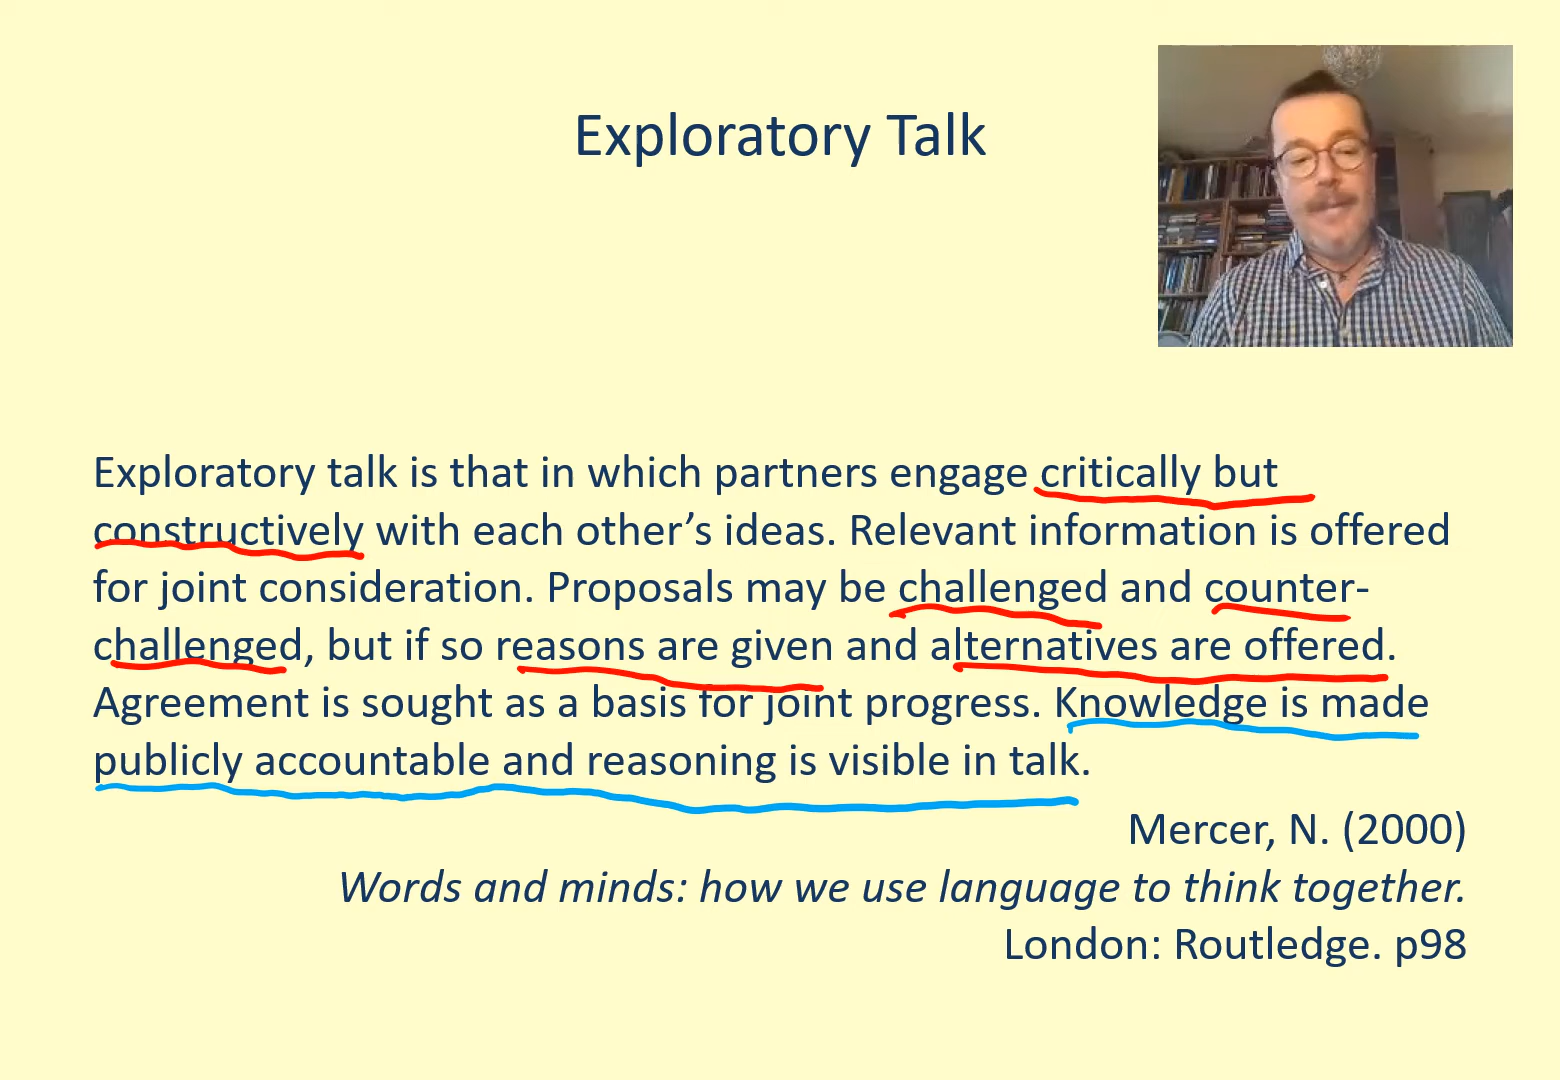 Exploratory Talk
Exploratory talk is that in which partners engage critically but
constructively with each other’s ideas. Relevant information is offered
for joint consideration. Proposals may be challenged and counter-
challenged, but if so reasons are given and alternatives are offered.
Agreement is sought as a basis for joint progress. Knowledge is made
publicly accountable and reasoning is visible in talk.
Mercer, N. (2000)
Words and minds: how we use language to think together.
London: Routledge. p98